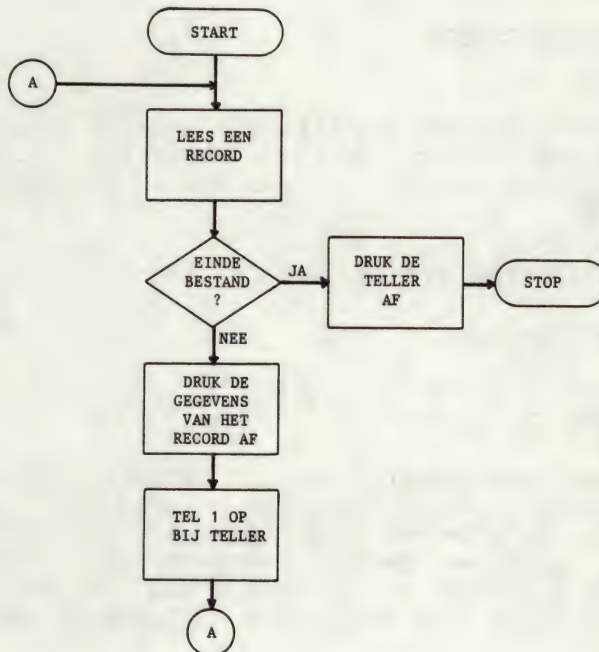 START
A
LEES EEN
RECORD
EINDE
BESTAND
?
JA
DRUK DE
TELLER
AF
STOP
NEE
DRUK DE
GEGEVENS
VAN HET
RECORD AF
TEL 1 OP
BIJ TELLER
A